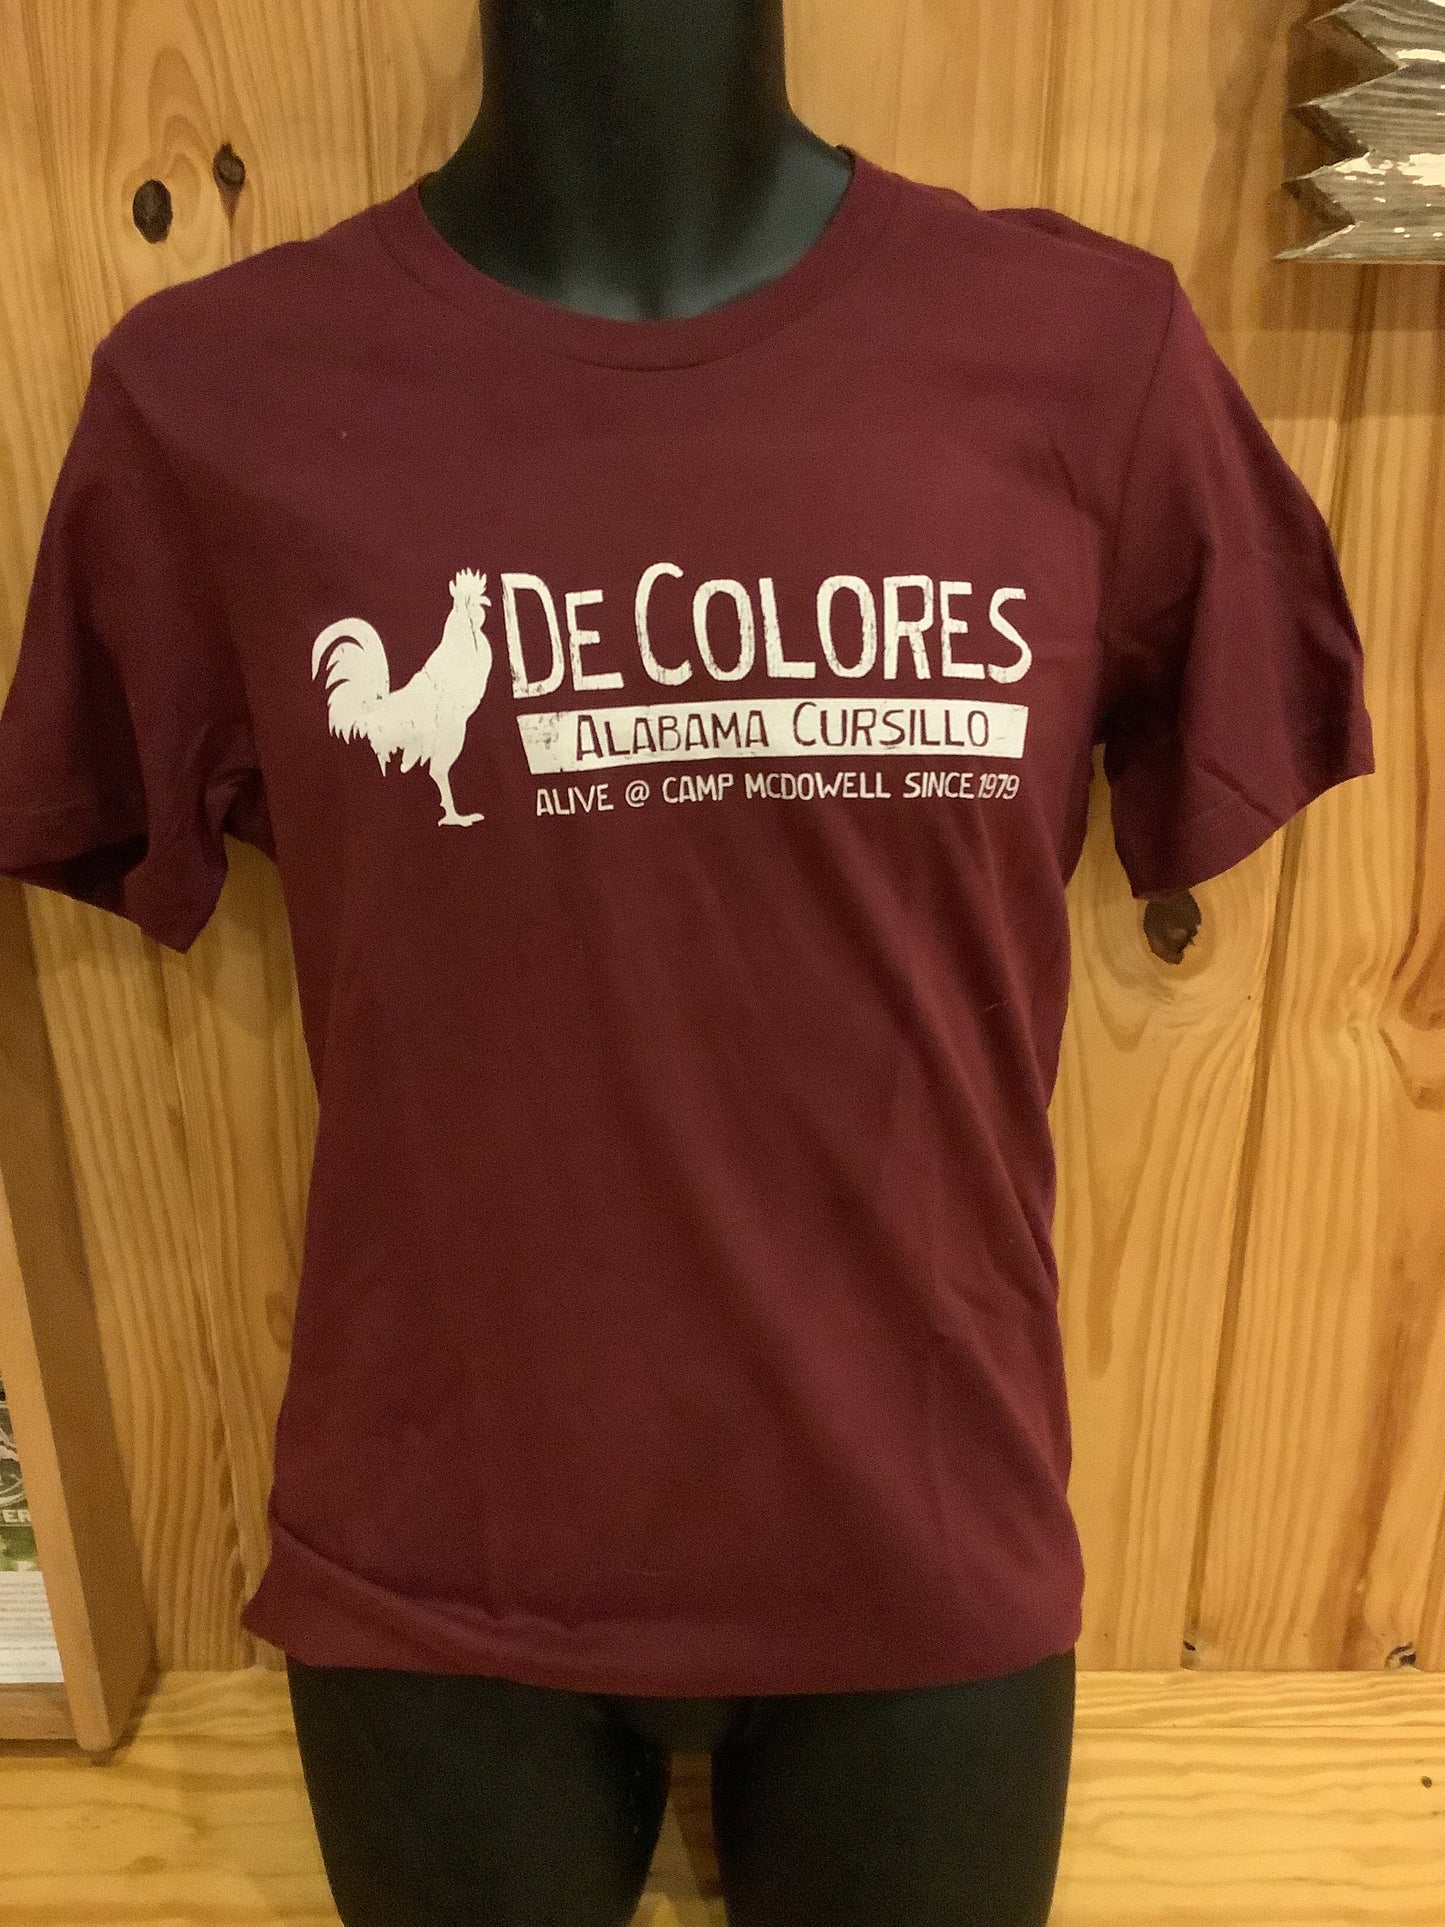 DE COLORES
ALABAMA CURSILLO
ALIVE @ CAMP MCDOWELL SINCE 1979